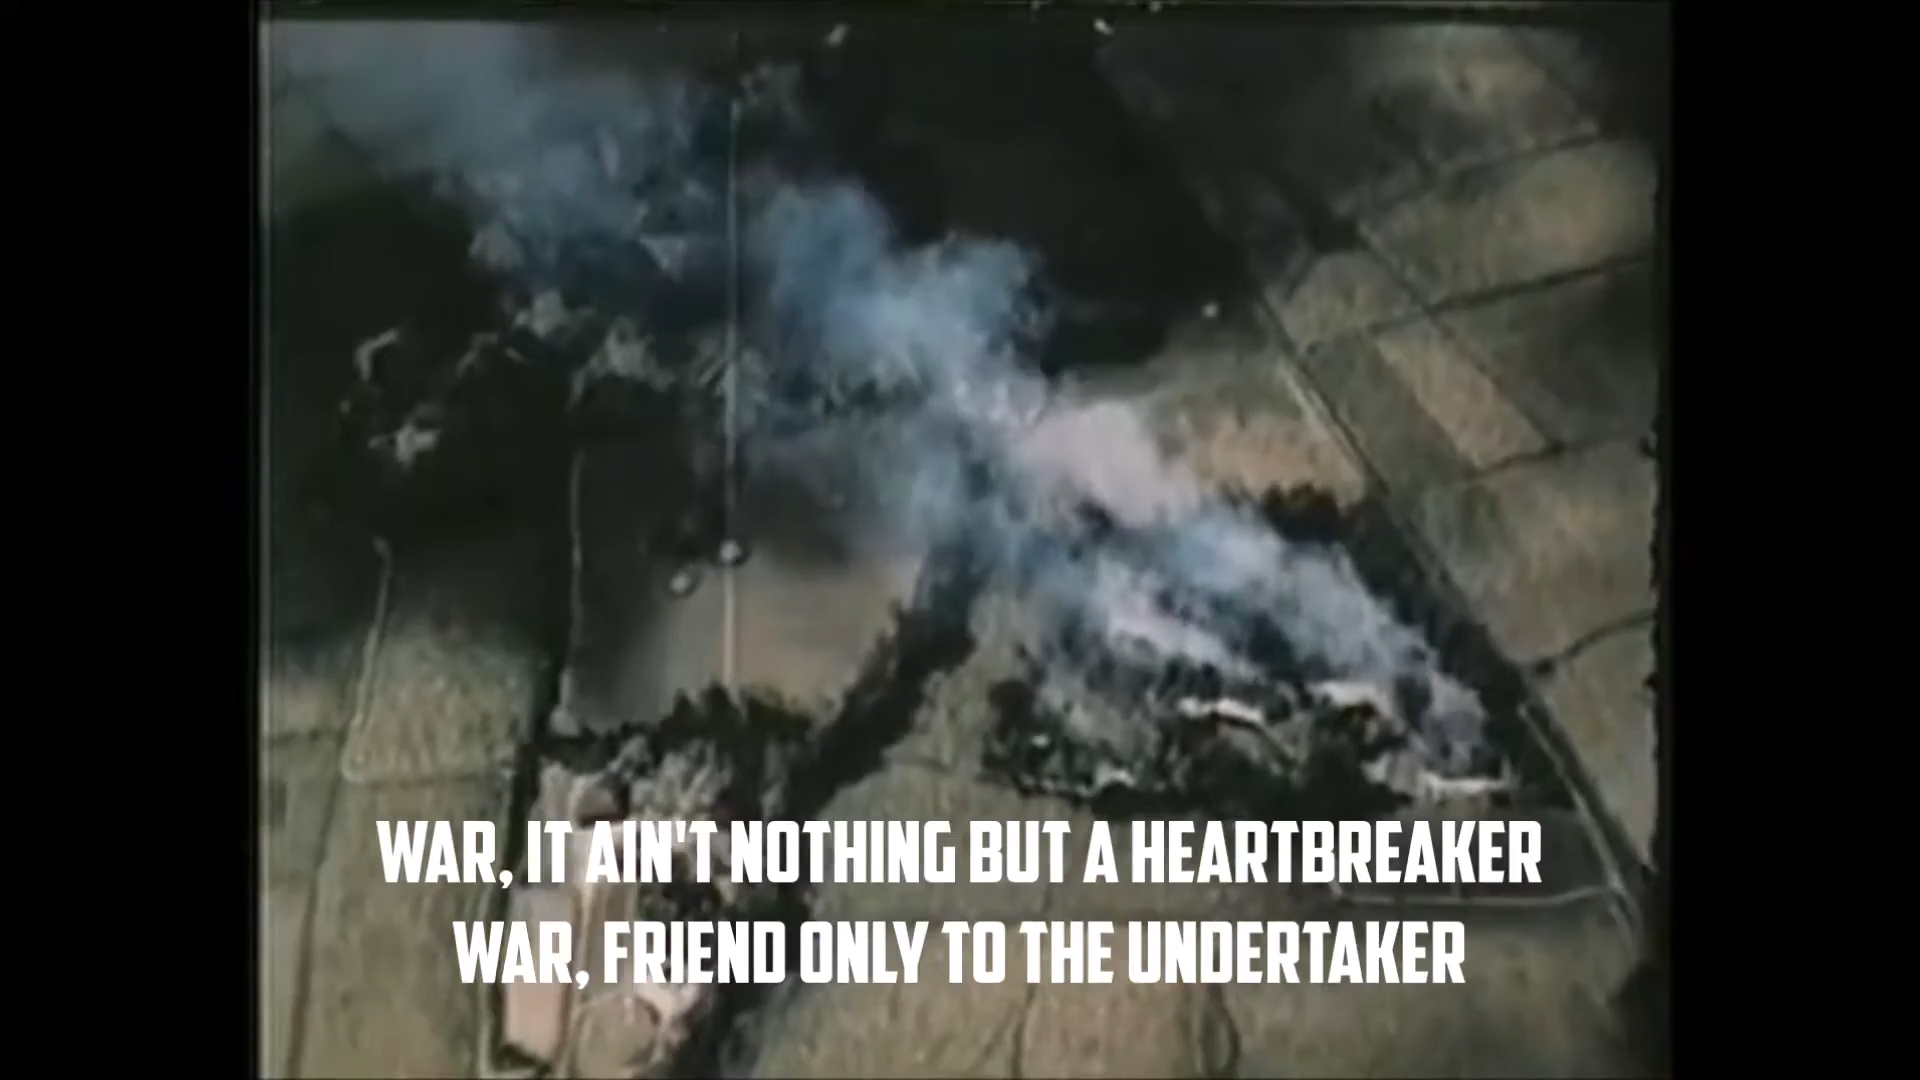 WAR, IT AIN'T NOTHING BUT A HEARTBREAKER
WAR, FRIEND ONLY TO THE UNDERTAKER